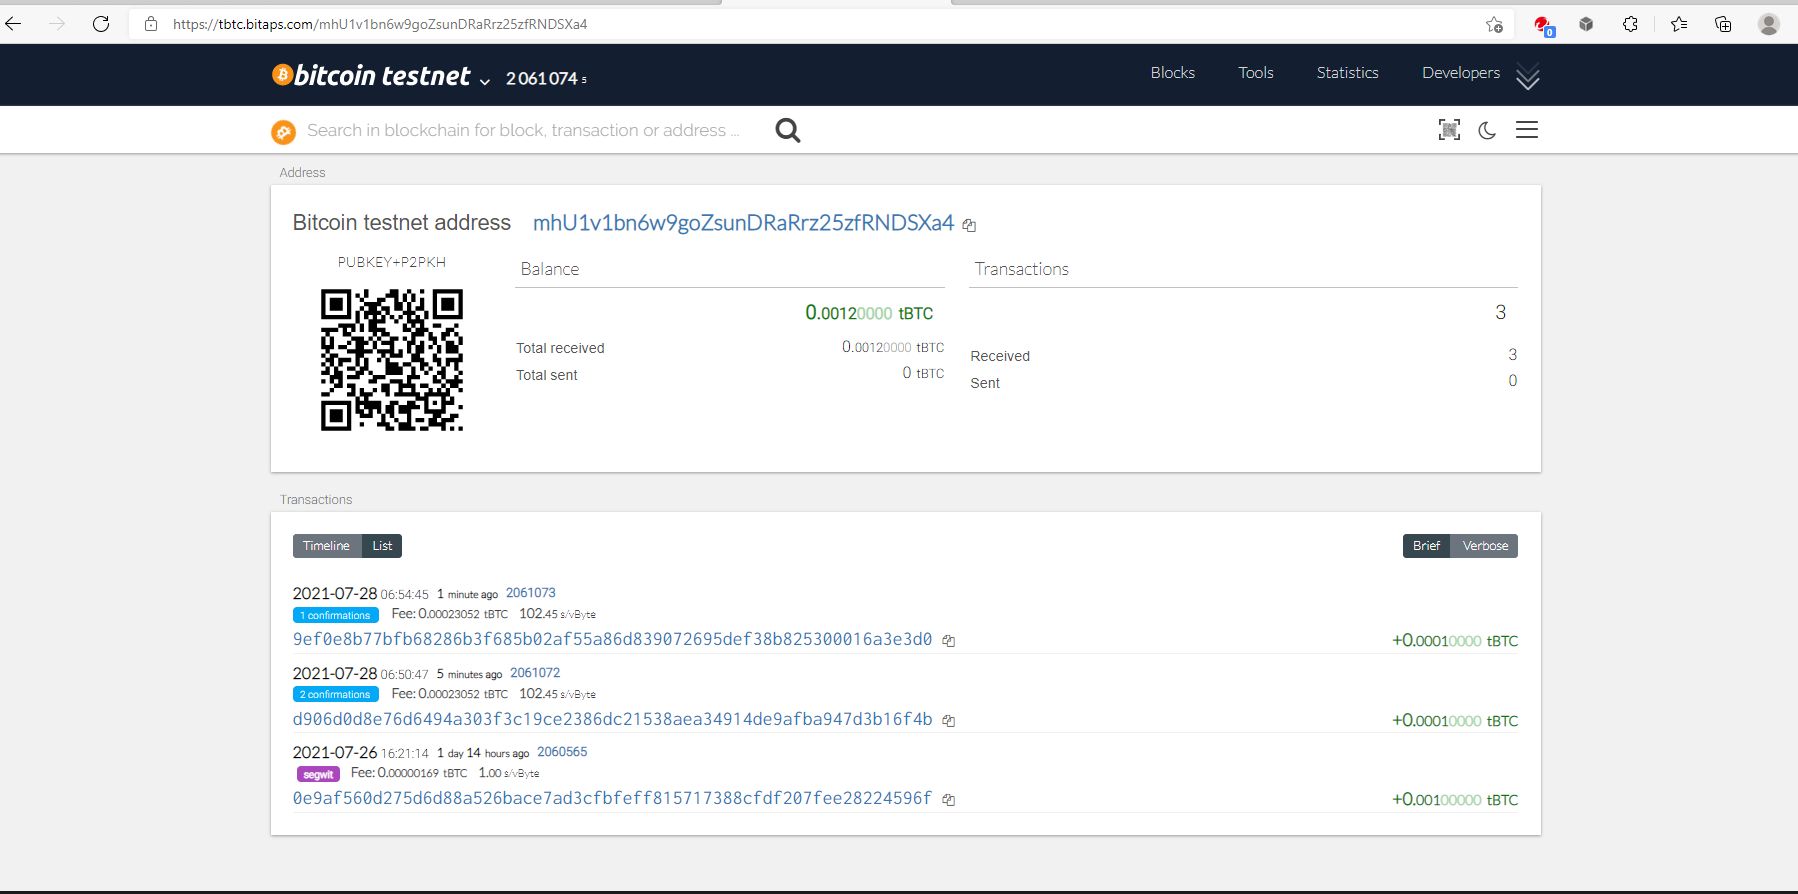 https://tbtc.bitaps.com/mhU1v1bn6w9goZsunDRaRrz25zfRNDSXa4
0
bitcoin testnet 2 061 074 5
Blocks Tools Statistics Developers
Search in blockchain for block, transaction or address ...
Address
Bitcoin testnet address mhU1v1bn6w9goZsunDRaRrz25zfRNDSXa4
PUBKEY+P2PKH
Balance
0.00120000 tBTC
Total received 0.00120000 tBTC
Total sent 0 tBTC
Transactions
3
Received 3
Sent 0
Transactions
Timeline List Brief Verbose
2021-07-28 06:54:45 1 minute ago 2061073
1 confirmations Fee: 0.00023052 tBTC 102.45 s/vByte
9ef0e8b77bfb68286b3f685b02af55a86d839072695def38b825300016a3e3d0 +0.00010000 tBTC
2021-07-28 06:50:47 5 minutes ago 2061072
2 confirmations Fee: 0.00023052 tBTC 102.45 s/vByte
d906d0d8e76d6494a303f3c19ce2386dc21538aea34914de9afba947d3b16f4b +0.00010000 tBTC
2021-07-26 16:21:14 1 day 14 hours ago 2060565
segwit Fee: 0.00000169 tBTC 1.00 s/vByte
0e9af560d275d6d88a526bace7ad3cfbfeff815717388cfdf207fee28224596f +0.00100000 tBTC